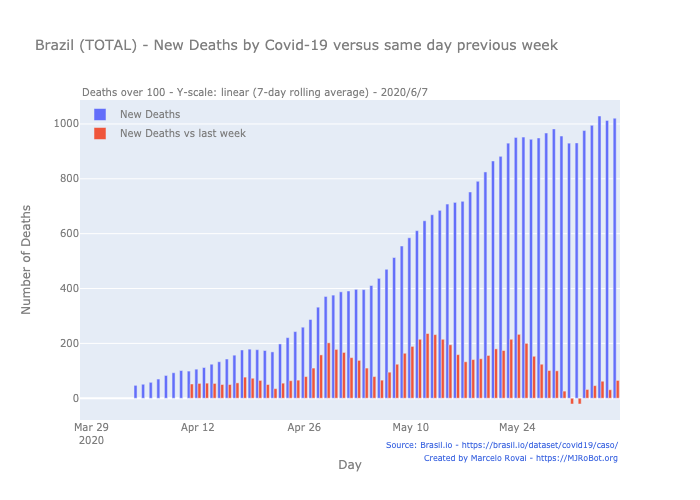 Brazil (TOTAL) - New Deaths by Covid-19 versus same day previous week
Deaths over 100 - Y-scale: linear (7-day rolling average) - 2020/6/7
New Deaths
New Deaths vs last week
1000
800
600
400
200
0
Number of Deaths
Mar 29
2020
Apr 12
Apr 26
May 10
May 24
Day
Source: Brasil.io - https://brasil.io/dataset/covid19/caso/
Created by Marcelo Rovai - https://MJRoBot.org